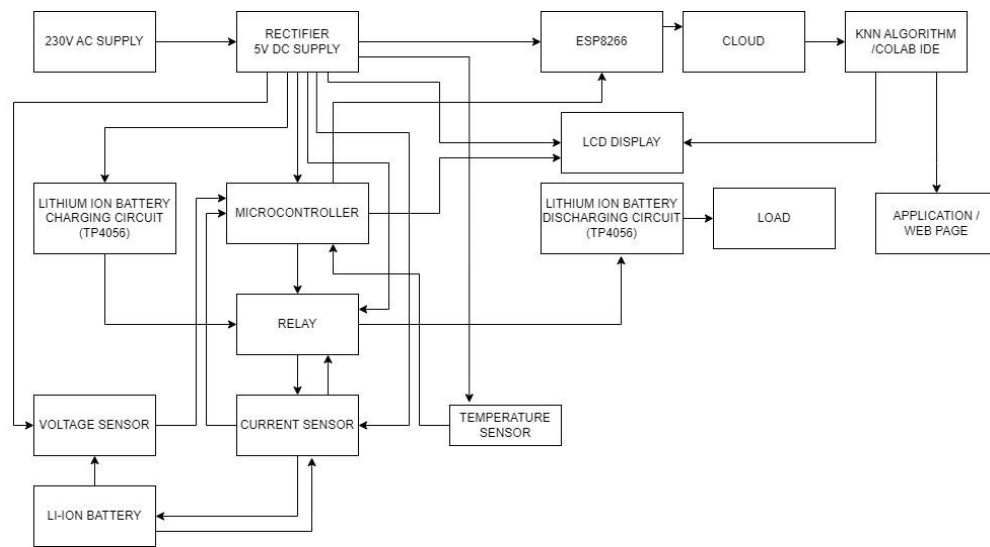 230V AC SUPPLY
RECTIFIER
5V DC SUPPLY
ESP8266
CLOUD
KNN ALGORITHM
/COLAB IDE
LCD DISPLAY
LITHIUM ION BATTERY
CHARGING CIRCUIT
(TP4056)
MICROCONTROLLER
LITHIUM ION BATTERY
DISCHARGING CIRCUIT
(TP4056)
LOAD
APPLICATION /
WEB PAGE
RELAY
VOLTAGE SENSOR
CURRENT SENSOR
TEMPERATURE
SENSOR
LI-ION BATTERY